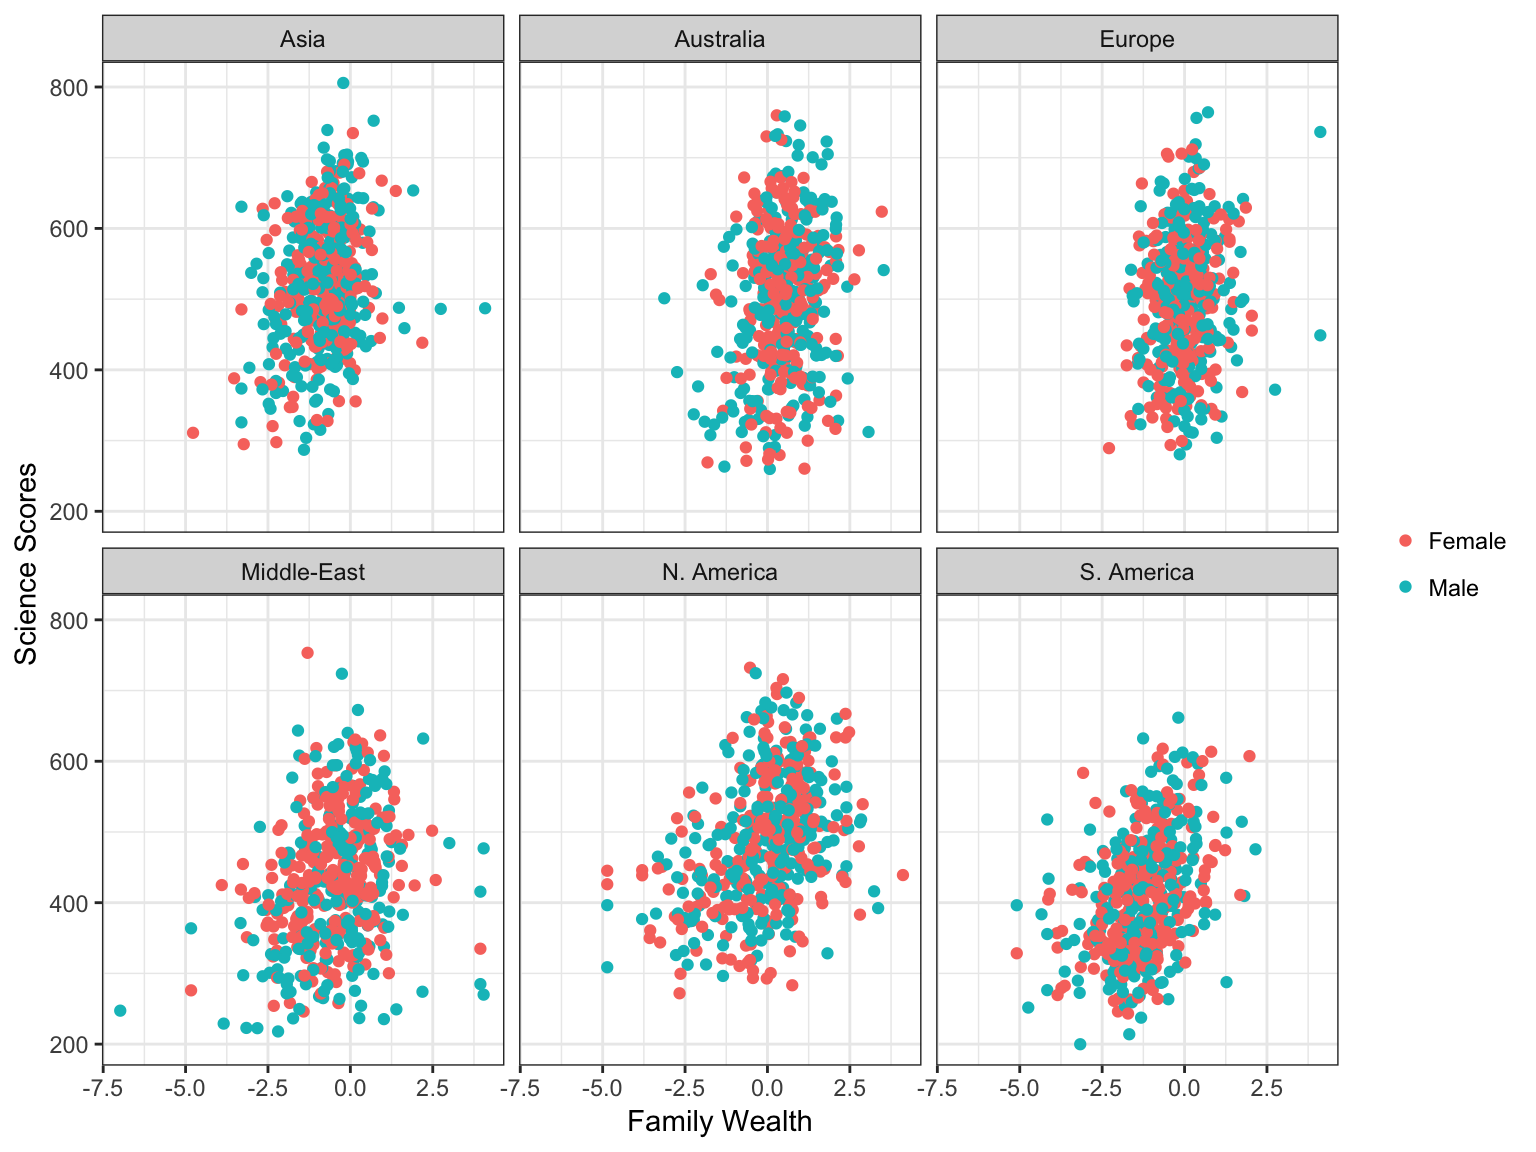 Asia
Australia
Europe
800
600
400
200
Science Scores
Female
Male
Middle-East
N. America
S. America
800
600
400
200
-7.5 -5.0 -2.5 0.0 2.5 -7.5 -5.0 -2.5 0.0 2.5 -7.5 -5.0 -2.5 0.0 2.5
Family Wealth